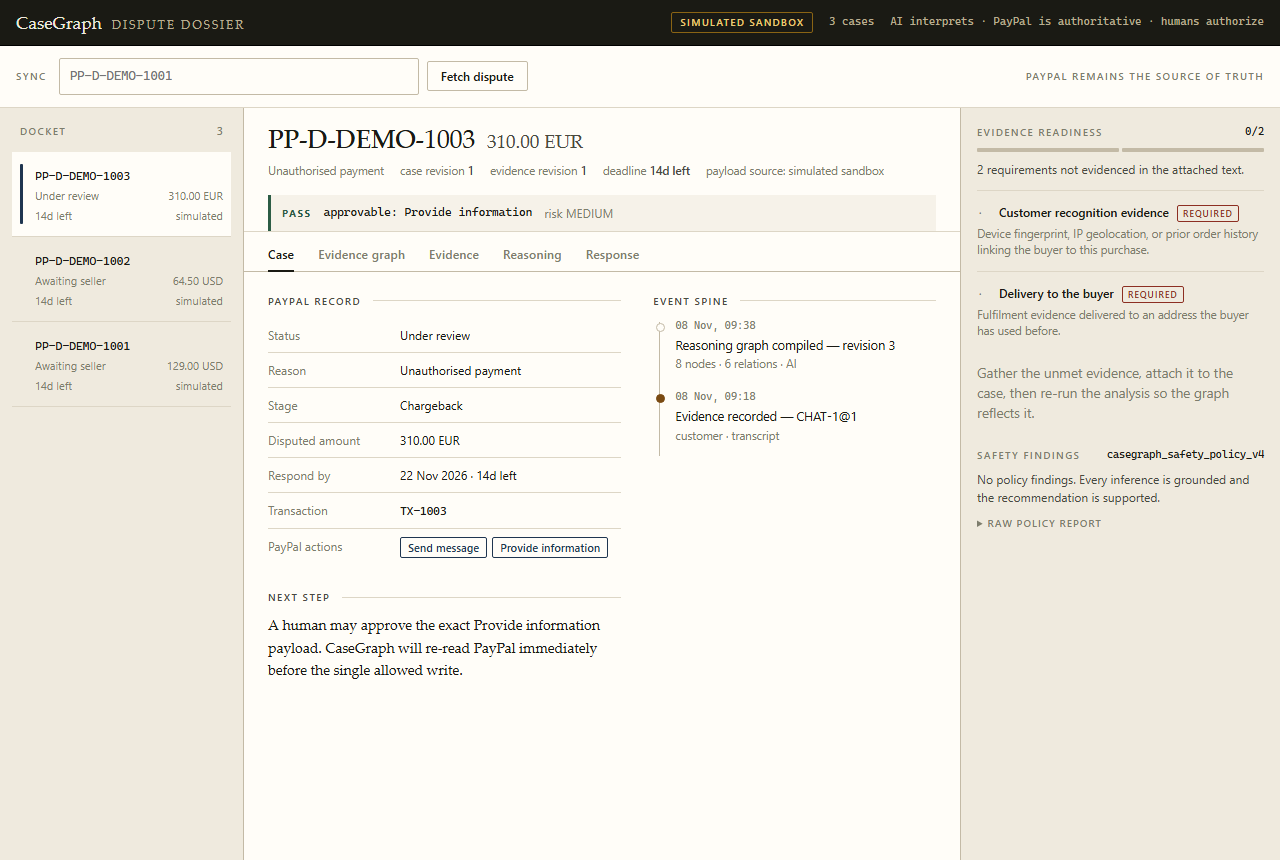 CaseGraph DISPUTE DOSSIER
SIMULATED SANDBOX 3 cases AI interprets · PayPal is authoritative · humans authorize
SYNC PP-D-DEMO-1001 Fetch dispute PAYPAL REMAINS THE SOURCE OF TRUTH
DOCKET 3
PP-D-DEMO-1003
Under review 310.00 EUR
14d left simulated
PP-D-DEMO-1002
Awaiting seller 64.50 USD
14d left simulated
PP-D-DEMO-1001
Awaiting seller 129.00 USD
14d left simulated
PP-D-DEMO-1003 310.00 EUR
Unauthorised payment case revision 1 evidence revision 1 deadline 14d left payload source: simulated sandbox
PASS approvable: Provide information risk MEDIUM
Case Evidence graph Evidence Reasoning Response
PAYPAL RECORD
Status Under review
Reason Unauthorised payment
Stage Chargeback
Disputed amount 310.00 EUR
Respond by 22 Nov 2026 · 14d left
Transaction TX-1003
PayPal actions Send message Provide information
NEXT STEP
A human may approve the exact Provide information
payload. CaseGraph will re-read PayPal immediately
before the single allowed write.
EVENT SPINE
08 Nov, 09:38
Reasoning graph compiled — revision 3
8 nodes · 6 relations · AI
08 Nov, 09:18
Evidence recorded — CHAT-1@1
customer · transcript
EVIDENCE READINESS 0/2
2 requirements not evidenced in the attached text.
· Customer recognition evidence REQUIRED
Device fingerprint, IP geolocation, or prior order history
linking the buyer to this purchase.
· Delivery to the buyer REQUIRED
Fulfilment evidence delivered to an address the buyer
has used before.
Gather the unmet evidence, attach it to the
case, then re-run the analysis so the graph
reflects it.
SAFETY FINDINGS casegraph_safety_policy_v4
No policy findings. Every inference is grounded and
the recommendation is supported.
▸ RAW POLICY REPORT